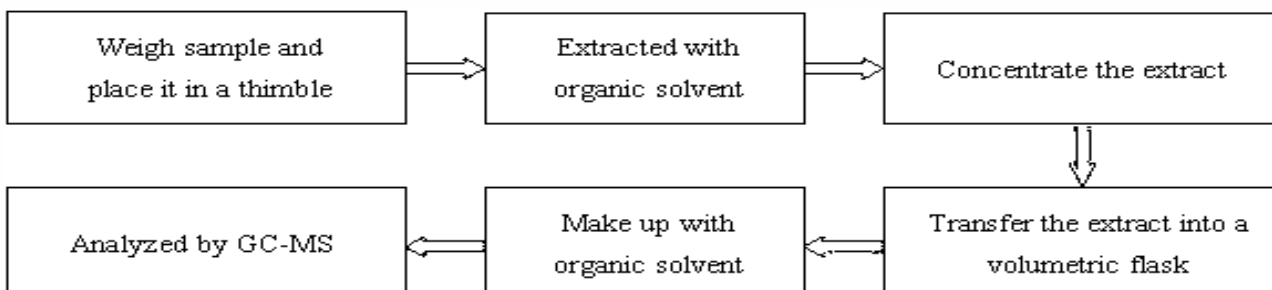 Weigh sample and
place it in a thimble
Extracted with
organic solvent
Concentrate the extract
Transfer the extract into a
volumetric flask
Make up with
organic solvent
Analyzed by GC-MS